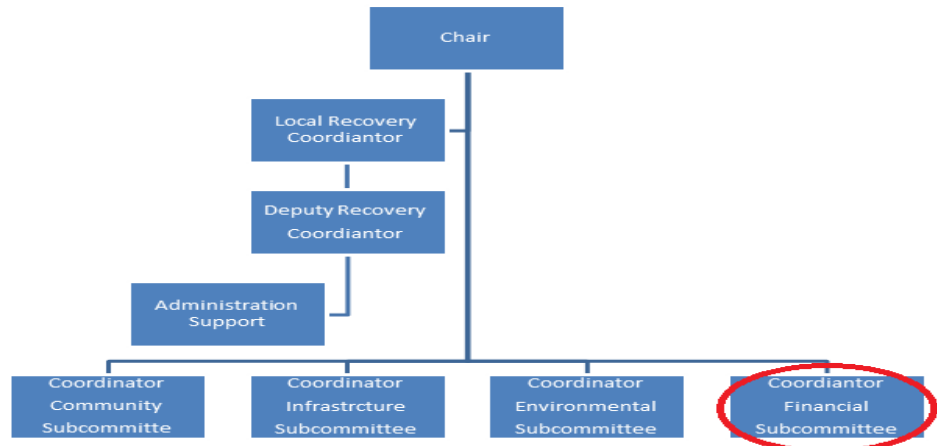 Chair
Local Recovery
Coordiantor
Deputy Recovery
Coordiantor
Administration
Support
Coordinator
Community
Subcommitte
Coordinator
Infrastrcture
Subcommittee
Coordinator
Environmental
Subcommittee
Coordiantor
Financial
Subcommittee